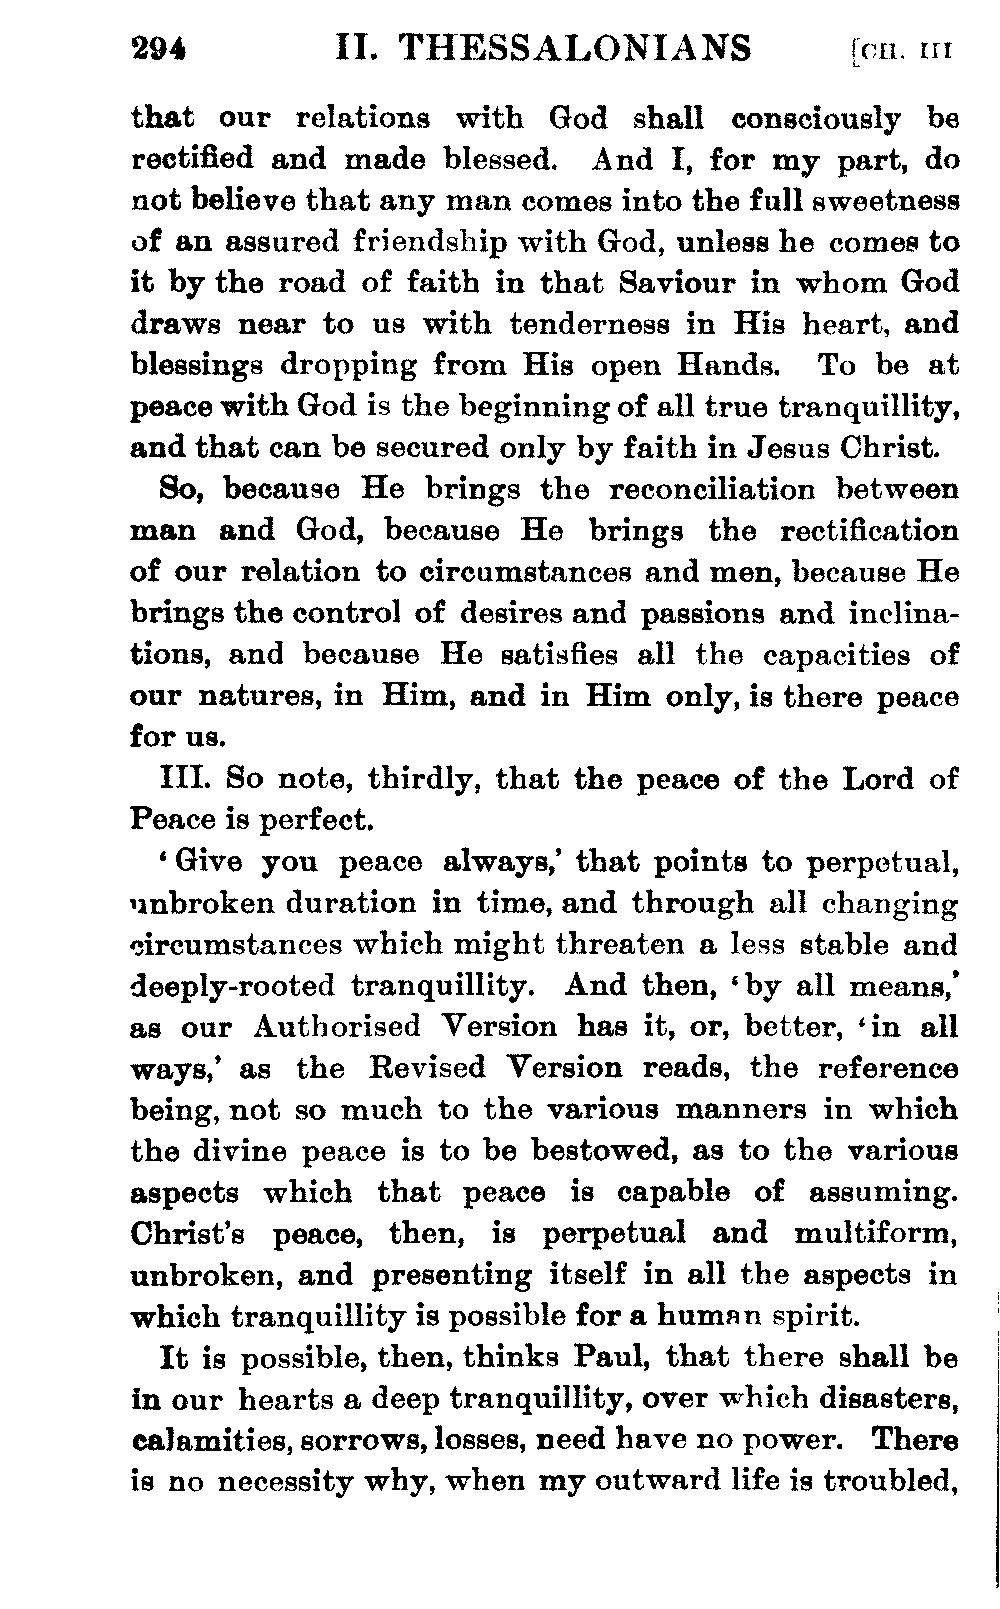 294 II. THESSALONIANS [CH. III
that our relations with God shall consciously be
rectified and made blessed. And I, for my part, do
not believe that any man comes into the full sweetness
of an assured friendship with God, unless he comes to
it by the road of faith in that Saviour in whom God
draws near to us with tenderness in His heart, and
blessings dropping from His open Hands. To be at
peace with God is the beginning of all true tranquillity,
and that can be secured only by faith in Jesus Christ.
So, because He brings the reconciliation between
man and God, because He brings the rectification
of our relation to circumstances and men, because He
brings the control of desires and passions and inclina-
tions, and because He satisfies all the capacities of
our natures, in Him, and in Him only, is there peace
for us.
III. So note, thirdly, that the peace of the Lord of
Peace is perfect.
‘Give you peace always,’ that points to perpetual,
unbroken duration in time, and through all changing
circumstances which might threaten a less stable and
deeply-rooted tranquillity. And then, ‘by all means,’
as our Authorised Version has it, or, better, ‘in all
ways,’ as the Revised Version reads, the reference
being, not so much to the various manners in which
the divine peace is to be bestowed, as to the various
aspects which that peace is capable of assuming.
Christ’s peace, then, is perpetual and multiform,
unbroken, and presenting itself in all the aspects in
which tranquillity is possible for a human spirit.
It is possible, then, thinks Paul, that there shall be
in our hearts a deep tranquillity, over which disasters,
calamities, sorrows, losses, need have no power. There
is no necessity why, when my outward life is troubled,